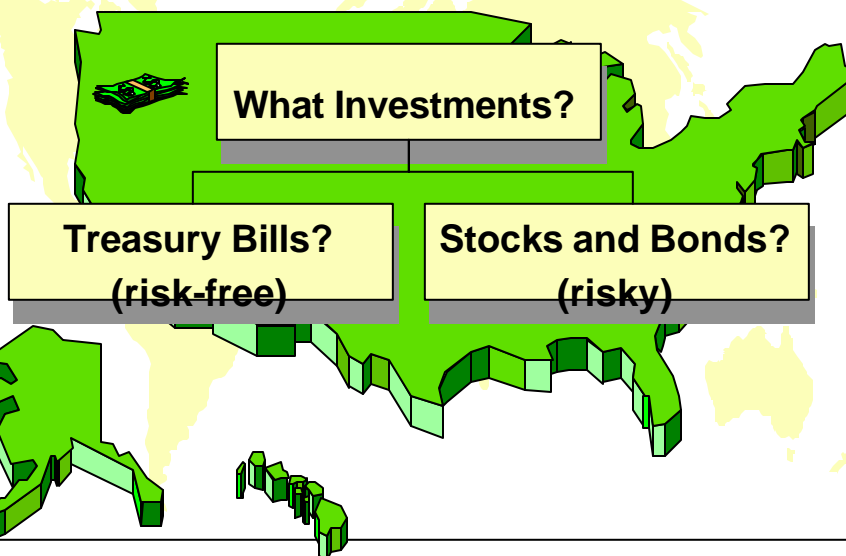 What Investments?
Treasury Bills?
(risk-free)
Stocks and Bonds?
(risky)